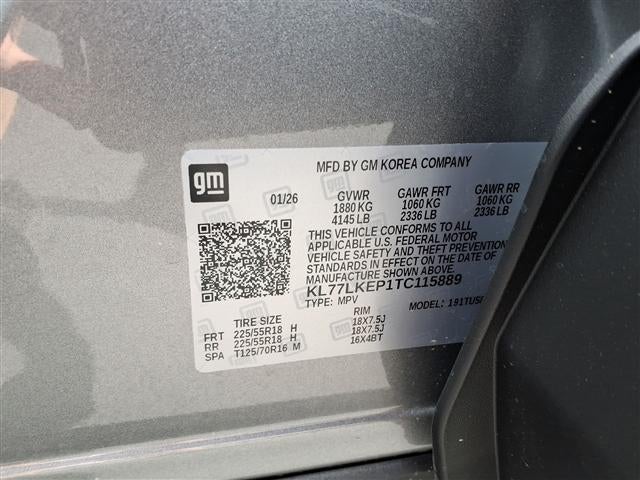 gm
MFD BY GM KOREA COMPANY
01/26 GVWR GAWR FRT GAWR RR
1880 KG 1060 KG 1060 KG
4145 LB 2336 LB 2336 LB
THIS VEHICLE CONFORMS TO ALL
APPLICABLE U.S. FEDERAL MOTOR
VEHICLE SAFETY AND THEFT PREVENTION
STANDARDS IN EFFECT ON THE DATE OF
MANUFACTURE SHOWN ABOVE.
KL77LKEP1TC115889
TYPE: MPV MODEL: 191TUSF
TIRE SIZE RIM
FRT 225/55R18 H 18X7.5J
RR 225/55R18 H 18X7.5J
SPA T125/70R16 M 16X4BT